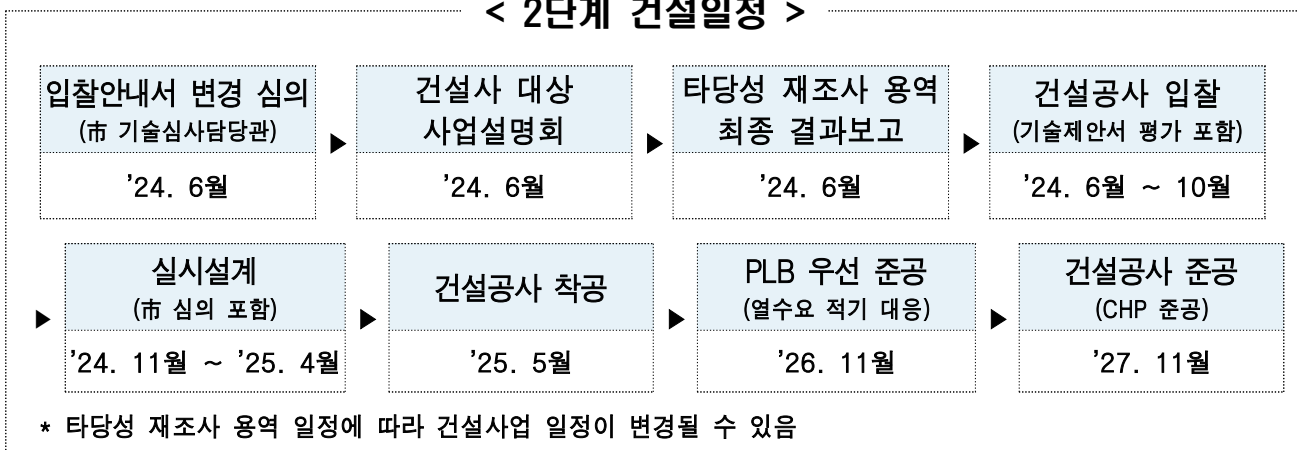 < 2단계 건설일정 >
입찰안내서 변경 심의
(市 기술심사담당관)
'24. 6월
▶
건설사 대상
사업설명회
'24. 6월
▶
타당성 재조사 용역
최종 결과보고
'24. 6월
▶
건설공사 입찰
(기술제안서 평가 포함)
'24. 6월 ~ 10월
▶
실시설계
(市 심의 포함)
'24. 11월 ~ '25. 4월
▶
건설공사 착공
'25. 5월
▶
PLB 우선 준공
(열수요 적기 대응)
'26. 11월
▶
건설공사 준공
(CHP 준공)
'27. 11월
* 타당성 재조사 용역 일정에 따라 건설사업 일정이 변경될 수 있음